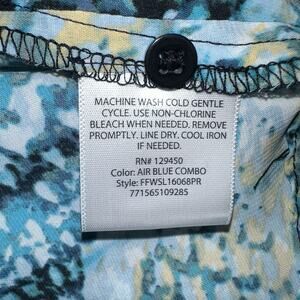 MACHINE WASH COLD GENTLE
CYCLE. USE NON-CHLORINE
BLEACH WHEN NEEDED. REMOVE
PROMPTLY. LINE DRY. COOL IRON
IF NEEDED.
RN# 129450
Color: AIR BLUE COMBO
Style: FFWSL16068PR
771565109285